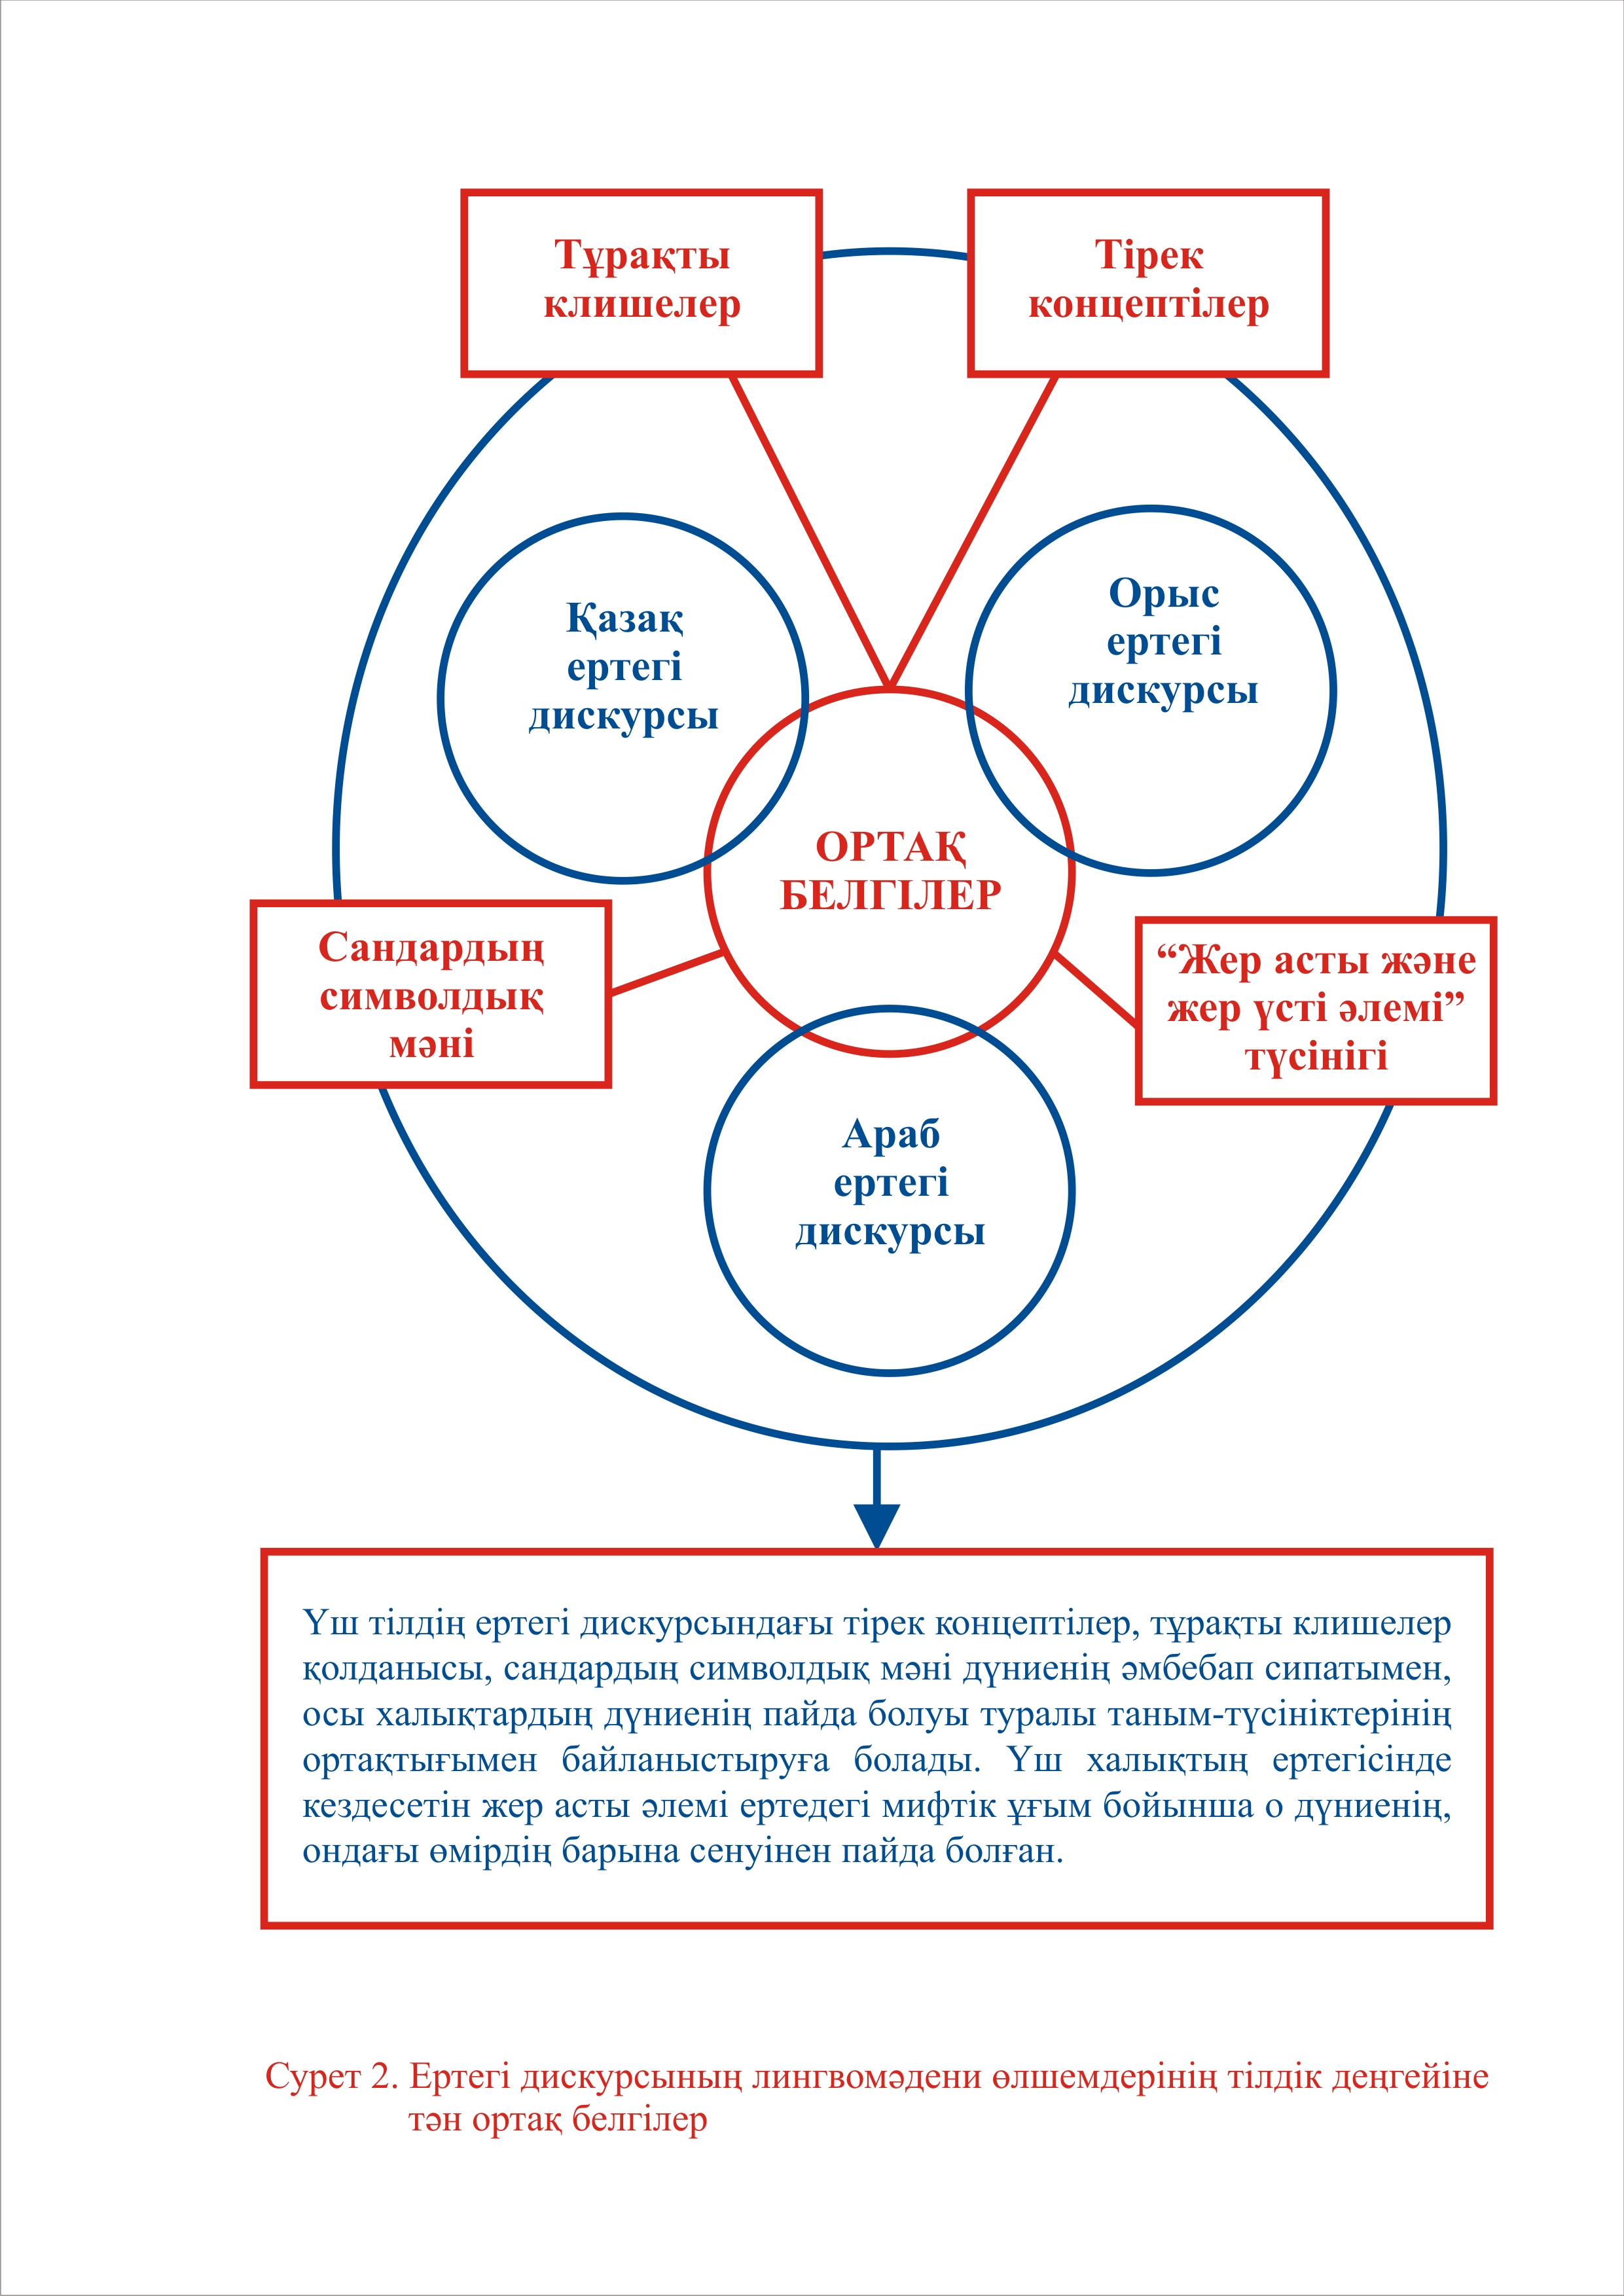 Тұрақты
клишелер
Тірек
концептілер
Қазақ
ертегі
дискурсы
Орыс
ертегі
дискурсы
ОРТАҚ
БЕЛГІЛЕР
Сандардың
символдық
мәні
“Жер асты және
жер үсті әлемі”
түсінігі
Араб
ертегі
дискурсы
Үш тілдің ертегі дискурсындағы тірек концептілер, тұрақты клишелер
қолданысы, сандардың символдық мәні дүниенің әмбебап сипатымен,
осы халықтардың дүниенің пайда болуы туралы таным-түсініктерінің
ортақтығымен байланыстыруға болады. Үш халықтың ертегісінде
кездесетін жер асты әлемі ертедегі мифтік ұғым бойынша о дүниенің,
ондағы өмірдің барына сенуінен пайда болған.
Сурет 2. Ертегі дискурсының лингвомәдени өлшемдерінің тілдік деңгейіне
тән ортақ белгілер